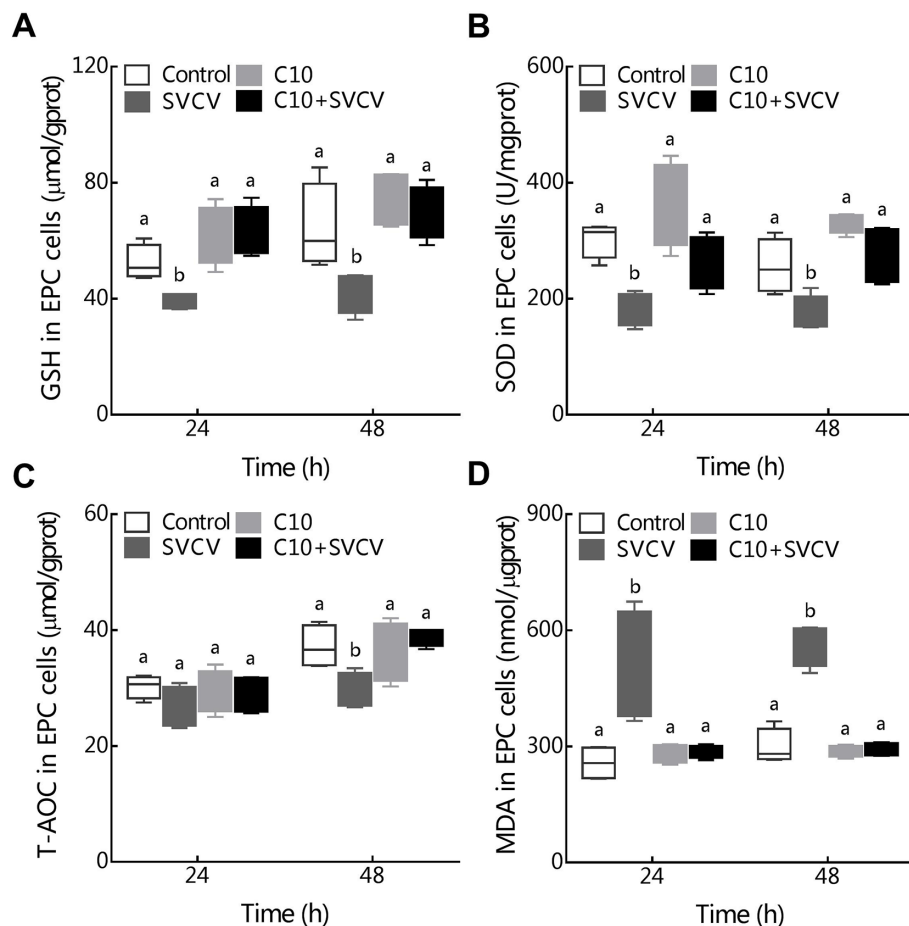 A
GSH in EPC cells (μmol/gprot)
120
80
40
0
Control
C10
SVCV
C10+SVCV
a
b
a
a
a
b
a
a
24
48
Time (h)
B
SOD in EPC cells (U/mgprot)
600
400
200
0
Control
C10
SVCV
C10+SVCV
a
b
a
a
a
b
a
a
24
48
Time (h)
C
T-AOC in EPC cells (μmol/gprot)
60
40
20
0
Control
C10
SVCV
C10+SVCV
a
a
a
a
a
b
a
a
24
48
Time (h)
D
MDA in EPC cells (nmol/μgprot)
900
600
300
0
Control
C10
SVCV
C10+SVCV
a
b
a
a
a
b
a
a
24
48
Time (h)